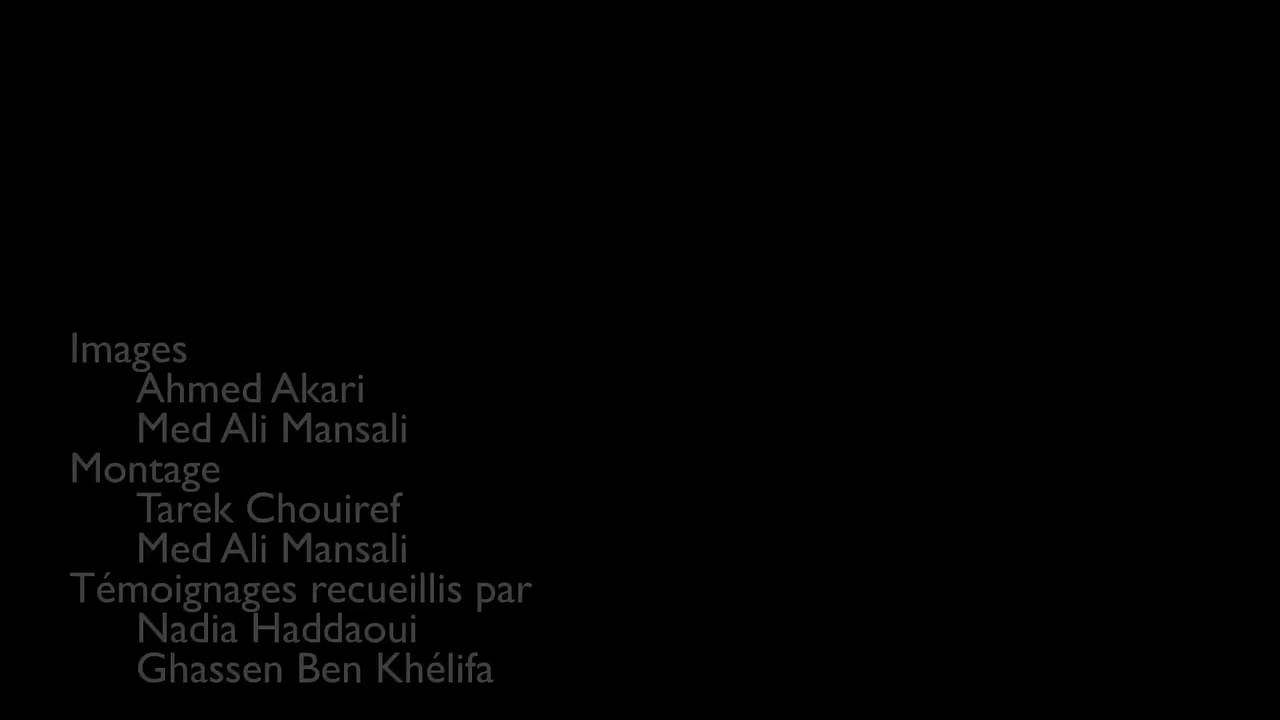 Images
Ahmed Akari
Med Ali Mansali
Montage
Tarek Chouiref
Med Ali Mansali
Témoignages recueillis par
Nadia Haddaoui
Ghassen Ben Khélifa